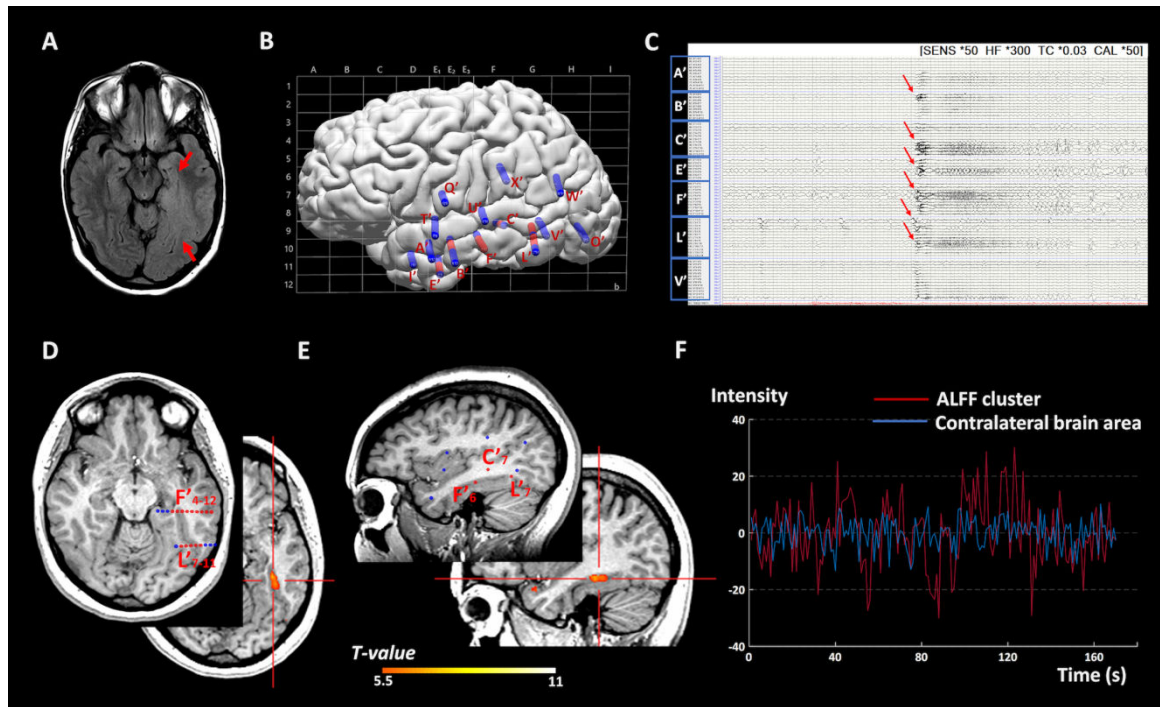 A
B
C
A B C D E₁ E₂ E₃ F G H I
1
2
3
4
5
6
7
8
9
10
11
12
Q'
X'
W'
T'
U'
C'
V'
O'
A'
F'
L'
I'
E'
B'
b
[SENS *50 HF *300 TC *0.03 CAL *50]
A'
B'
C'
E'
F'
L'
V'
D
E
F
F'4-12
L'7-11
C'7
F'6
L'7
T-value
5.5
11
Intensity
ALFF cluster
Contralateral brain area
40
20
0
-20
-40
0 40 80 120 160
Time (s)